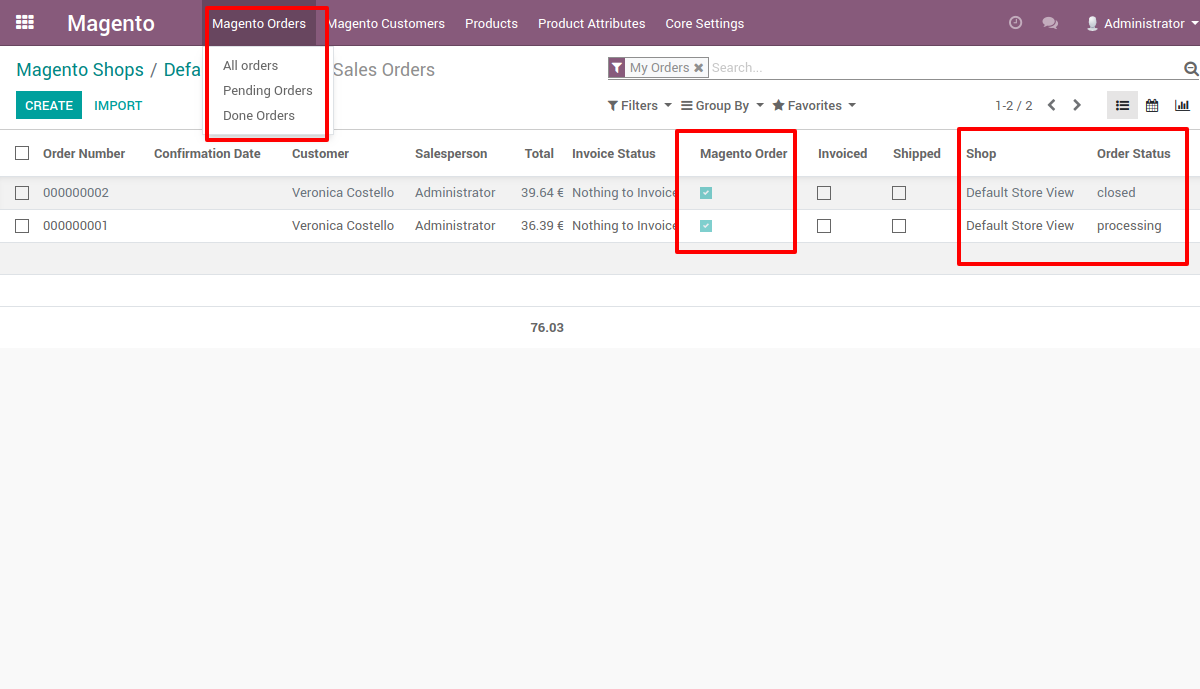 Magento Magento Orders Magento Customers Products Product Attributes Core Settings Administrator
Magento Shops / Defa Sales Orders My Orders Search...
All orders
Pending Orders
Done Orders
CREATE IMPORT Filters Group By Favorites 1-2 / 2
Order Number Confirmation Date Customer Salesperson Total Invoice Status Magento Order Invoiced Shipped Shop Order Status
000000002 Veronica Costello Administrator 39.64 € Nothing to Invoice Default Store View closed
000000001 Veronica Costello Administrator 36.39 € Nothing to Invoice Default Store View processing
76.03